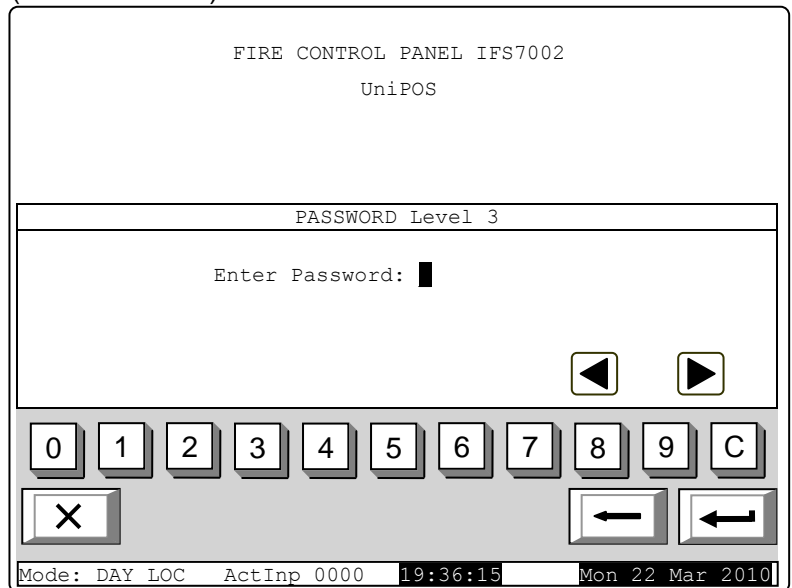 FIRE CONTROL PANEL IFS7002
UniPOS
PASSWORD Level 3
Enter Password:
0 1 2 3 4 5 6 7 8 9 C
Mode: DAY LOC ActInp 0000 19:36:15 Mon 22 Mar 2010